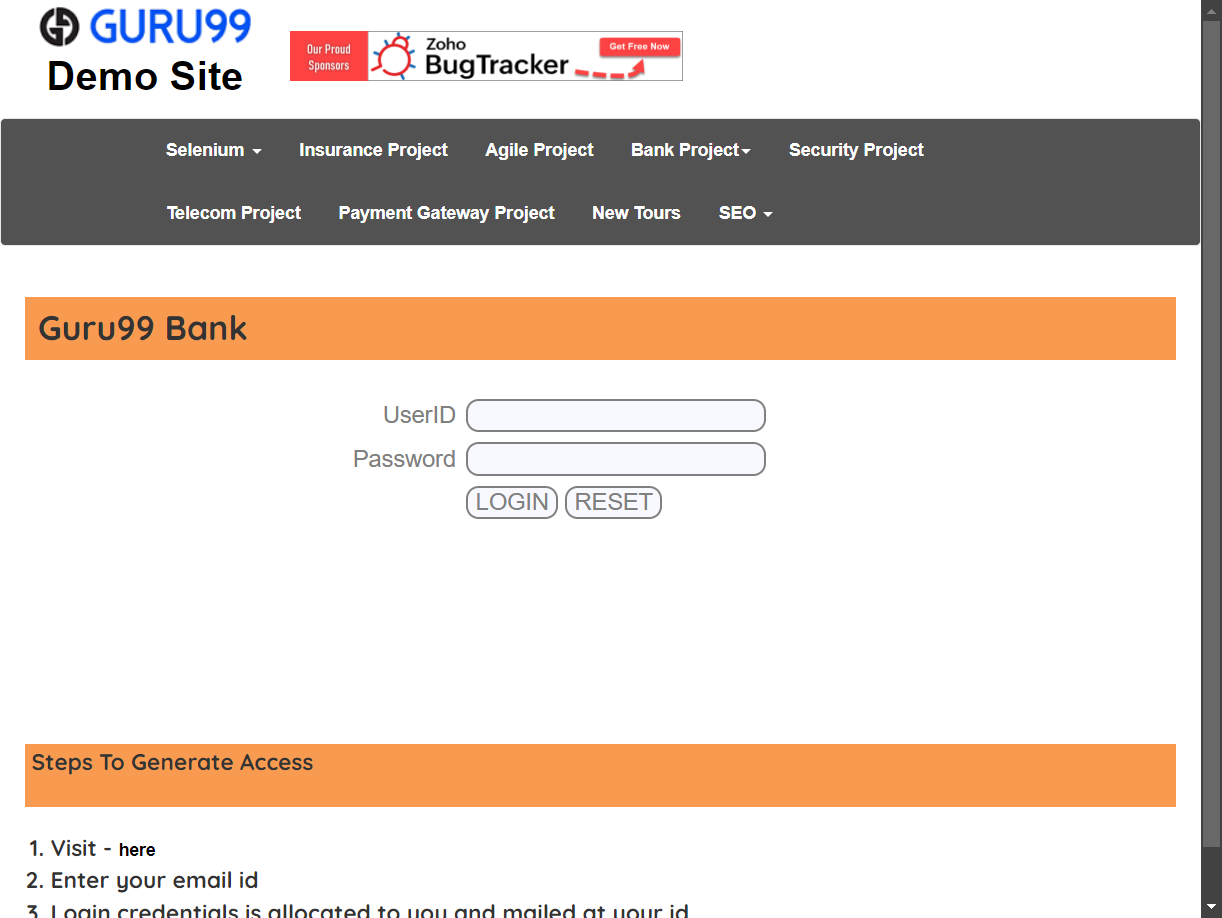 GURU99
Demo Site
Our Proud
Sponsors
Zoho
BugTracker
Get Free Now
Selenium Insurance Project Agile Project Bank Project Security Project
Telecom Project Payment Gateway Project New Tours SEO
Guru99 Bank
UserID
Password
LOGIN RESET
Steps To Generate Access
1. Visit - here
2. Enter your email id
3. Login credentials is allocated to you and mailed at your id